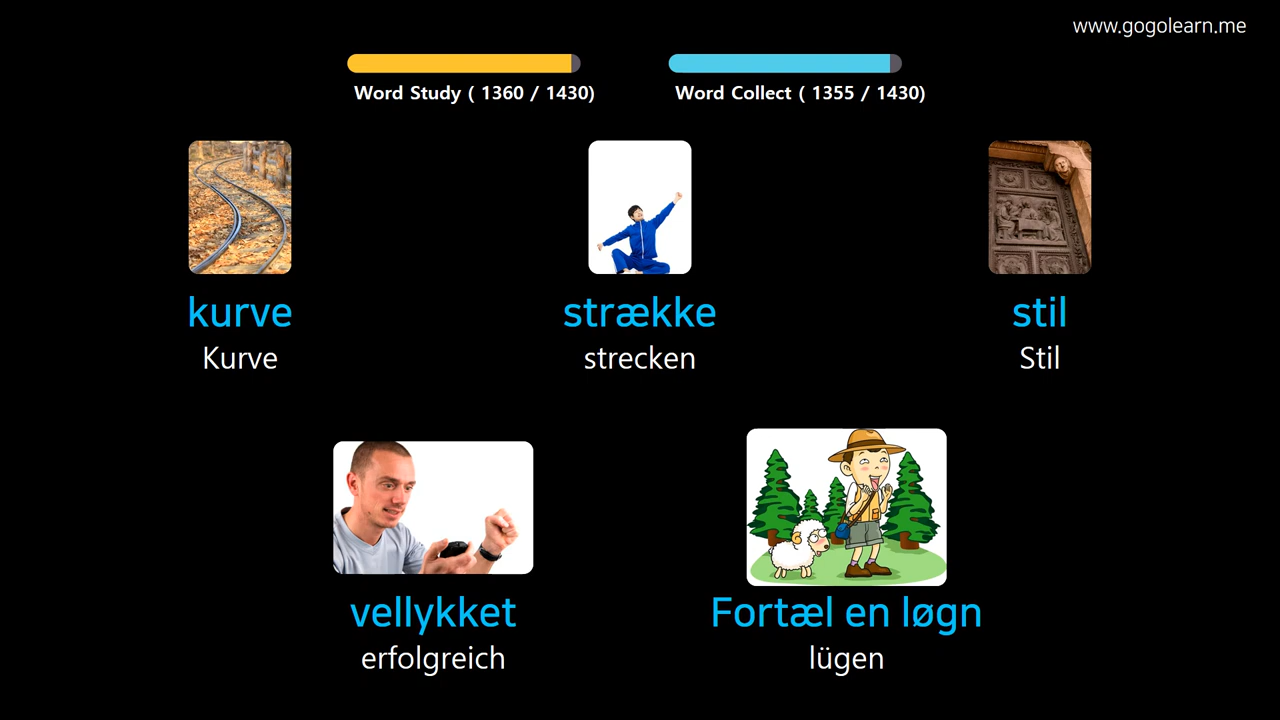 www.gogolearn.me
Word Study ( 1360 / 1430)
Word Collect ( 1355 / 1430)
kurve
Kurve
strække
strecken
stil
Stil
vellykket
erfolgreich
Fortæl en løgn
lügen